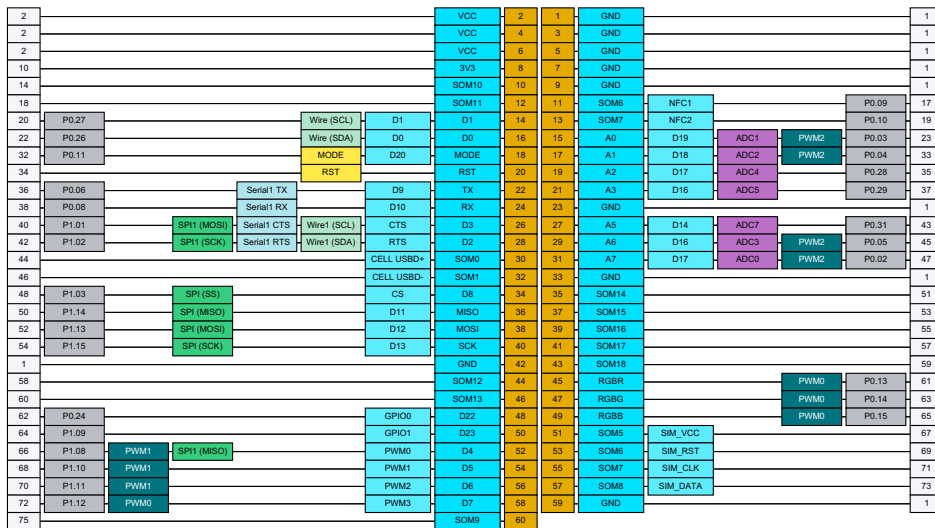 2 VCC 2 1 GND 1
2 VCC 4 3 GND 1
2 VCC 6 5 GND 1
10 3V3 8 7 GND 1
14 SOM10 10 9 GND 1
18 SOM11 12 11 SOM6 NFC1 P0.09 17
20 P0.27 Wire (SCL) D1 D1 14 13 SOM7 NFC2 P0.10 19
22 P0.26 Wire (SDA) D0 D0 16 15 A0 D19 ADC1 PWM2 P0.03 23
32 P0.11 MODE D20 MODE 18 17 A1 D18 ADC2 PWM2 P0.04 33
34 RST RST 20 19 A2 D17 ADC4 P0.28 35
36 P0.06 Serial1 TX D9 TX 22 21 A3 D16 ADC5 P0.29 37
38 P0.08 Serial1 RX D10 RX 24 23 GND 1
40 P1.01 SPI1 (MOSI) Serial1 CTS Wire1 (SCL) CTS D3 26 27 A5 D14 ADC7 P0.31 43
42 P1.02 SPI1 (SCK) Serial1 RTS Wire1 (SDA) RTS D2 28 29 A6 D16 ADC3 PWM2 P0.05 45
44 CELL USBD+ SOM0 30 31 A7 D17 ADC0 PWM2 P0.02 47
46 CELL USBD- SOM1 32 33 GND 1
48 P1.03 SPI (SS) CS D8 34 35 SOM14 51
50 P1.14 SPI (MISO) D11 MISO 36 37 SOM15 53
52 P1.13 SPI (MOSI) D12 MOSI 38 39 SOM16 55
54 P1.15 SPI (SCK) D13 SCK 40 41 SOM17 57
1 GND 42 43 SOM18 59
58 SOM12 44 45 RGBR PWM0 P0.13 61
60 SOM13 46 47 RGBG PWM0 P0.14 63
62 P0.24 GPIO0 D22 48 49 RGBB PWM0 P0.15 65
64 P1.09 GPIO1 D23 50 51 SOM5 SIM_VCC 67
66 P1.08 PWM1 SPI1 (MISO) PWM0 D4 52 53 SOM6 SIM_RST 69
68 P1.10 PWM1 PWM1 D5 54 55 SOM7 SIM_CLK 71
70 P1.11 PWM1 PWM2 D6 56 57 SOM8 SIM_DATA 73
72 P1.12 PWM0 PWM3 D7 58 59 GND 1
75 SOM9 60